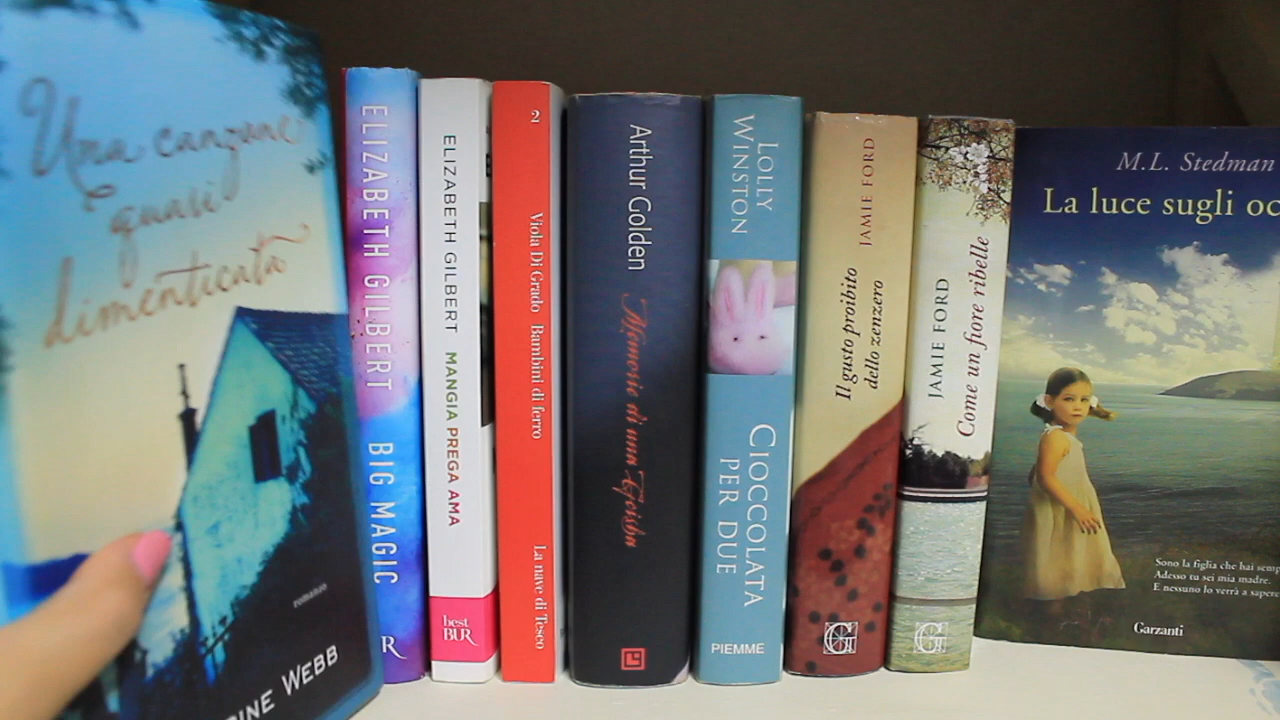 Una canzone
quasi
dimenticata
romanzo
WEBB
ELIZABETH GILBERT BIG MAGIC
R
ELIZABETH GILBERT MANGIA PREGA AMA
best
BUR
2
Viola Di Grado Bambini di ferro
La nave di Teseo
Arthur Golden Memorie di una Geisha
LOLLY
WINSTON
CIOCCOLATA
PER DUE
PIEMME
JAMIE FORD
Il gusto proibito
dello zenzero
G
JAMIE FORD
Come un fiore ribelle
G
M.L. Stedman
La luce sugli oc
Sono la figlia che hai semp
Adesso tu sei mia madre.
E nessuno lo verrà a sapere
Garzanti